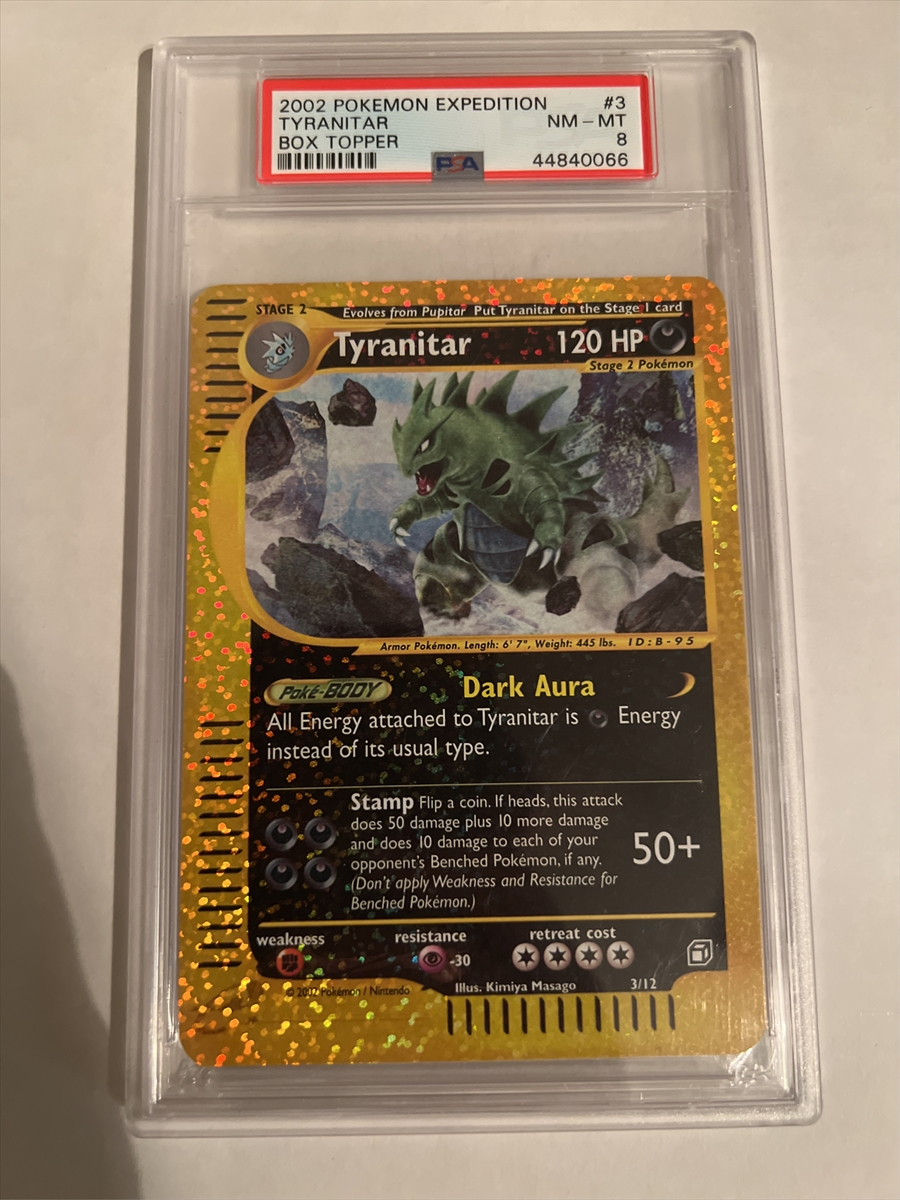 2002 POKEMON EXPEDITION #3
TYRANITAR NM - MT
BOX TOPPER 8
PSA 44840066
STAGE 2 Evolves from Pupitar Put Tyranitar on the Stage 1 card
Tyranitar 120 HP
Stage 2 Pokémon
Armor Pokémon. Length: 6' 7", Weight: 445 lbs. ID:B-95
Poké-BODY Dark Aura
All Energy attached to Tyranitar is Energy
instead of its usual type.
Stamp Flip a coin. If heads, this attack
does 50 damage plus 10 more damage
and does 10 damage to each of your
opponent's Benched Pokémon, if any.
(Don't apply Weakness and Resistance for
Benched Pokémon.)
50+
weakness resistance retreat cost
-30
© 2002 Pokémon / Nintendo Illus. Kimiya Masago 3/12